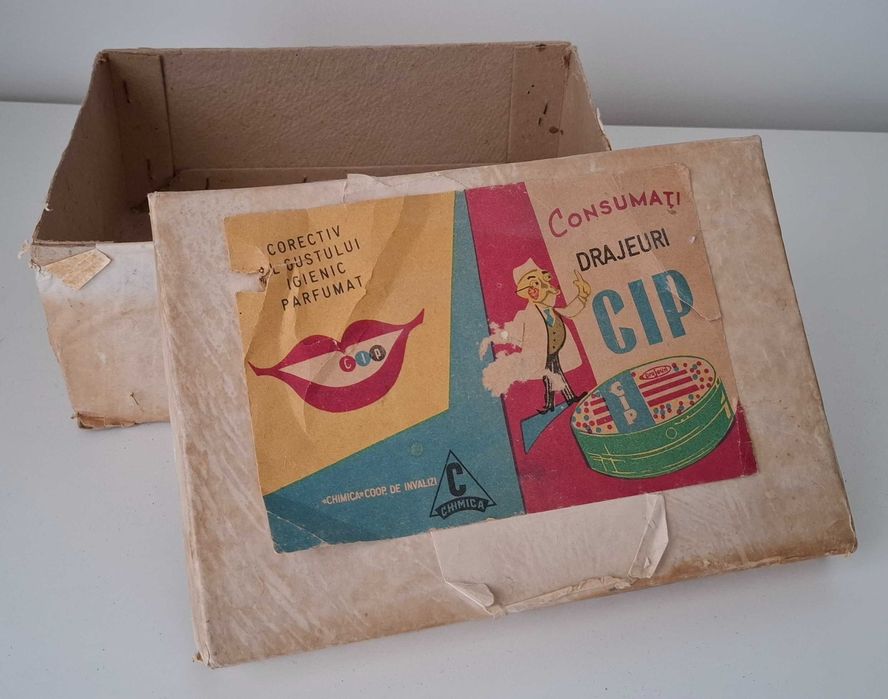 CORECTIV
AL GUSTULUI
IGIENIC
PARFUMAT
CIP
«CHIMICA» COOP. DE INVALIZI
C
CHIMICA
CONSUMAȚI
DRAJEURI
CIP
CIP